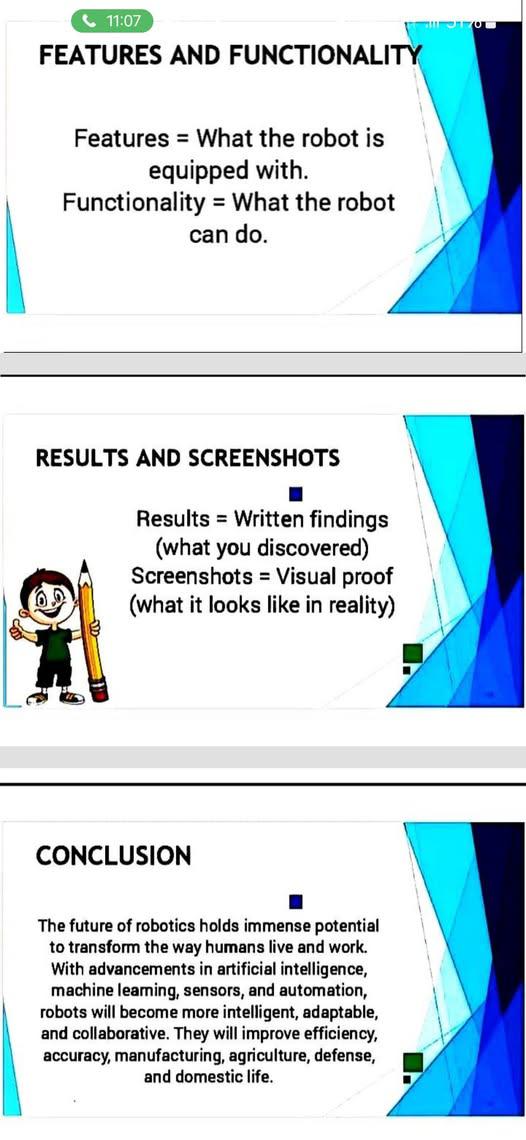 11:07
FEATURES AND FUNCTIONALITY
Features = What the robot is
equipped with.
Functionality = What the robot
can do.
RESULTS AND SCREENSHOTS
Results = Written findings
(what you discovered)
Screenshots = Visual proof
(what it looks like in reality)
CONCLUSION
The future of robotics holds immense potential
to transform the way humans live and work.
With advancements in artificial intelligence,
machine learning, sensors, and automation,
robots will become more intelligent, adaptable,
and collaborative. They will improve efficiency,
accuracy, manufacturing, agriculture, defense,
and domestic life.